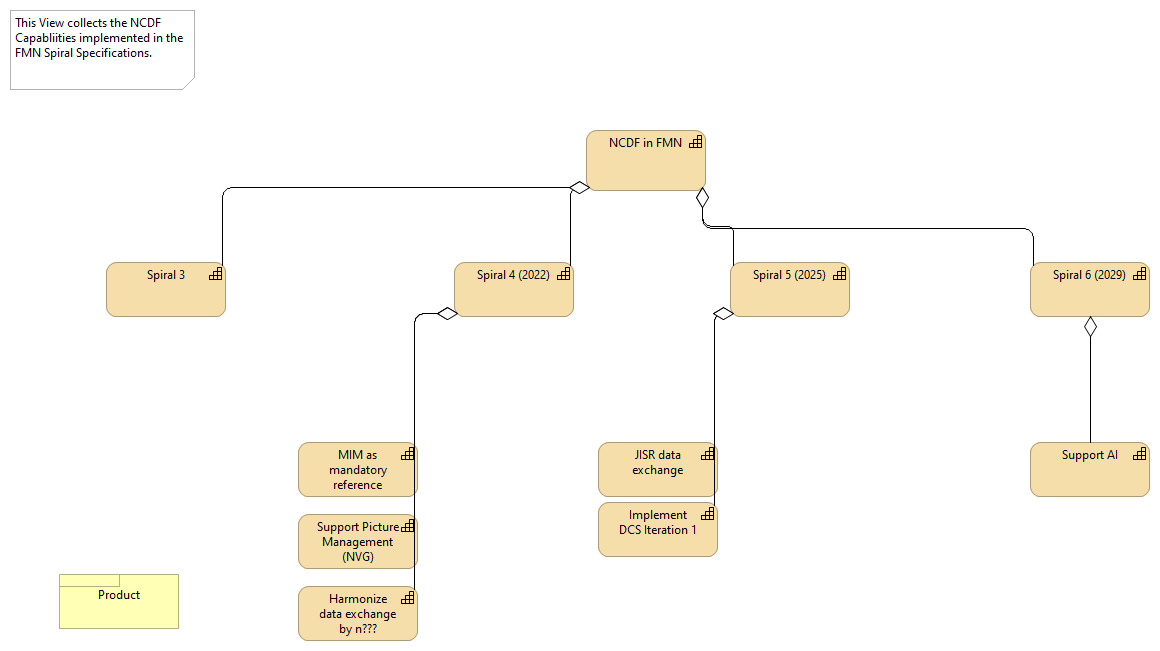 This View collects the NCDF
Capabliities implemented in the
FMN Spiral Specifications.
NCDF in FMN
Spiral 3
Spiral 4 (2022)
Spiral 5 (2025)
Spiral 6 (2029)
MIM as
mandatory
reference
JISR data
exchange
Support AI
Implement
DCS Iteration 1
Support Picture
Management
(NVG)
Product
Harmonize
data exchange
by n???